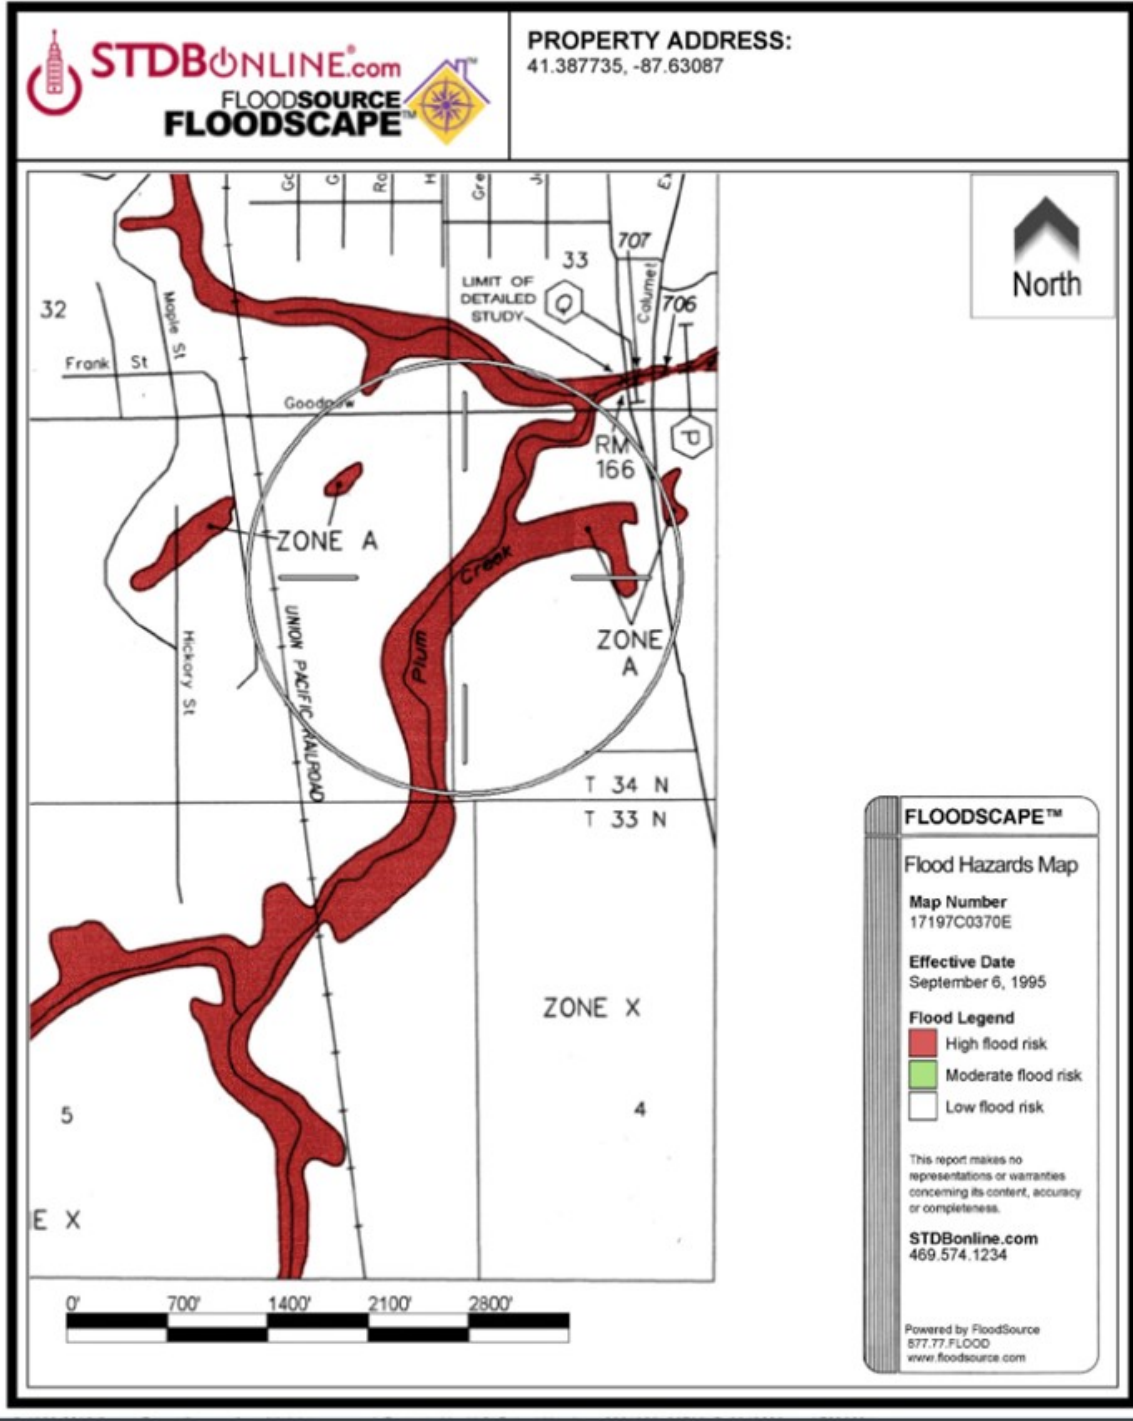 STDBONLINE®.com
FLOODSOURCE
FLOODSCAPE™
PROPERTY ADDRESS:
41.387735, -87.63087
North
Gre
707
33
LIMIT OF
DETAILED
STUDY
Q
Calumet
706
32
Maple St
Frank St
Goodnow
P
RM
166
ZONE A
Plum Creek
ZONE
A
UNION PACIFIC RAILROAD
Hickory St
T 34 N
T 33 N
ZONE X
5
4
E X
0' 700' 1400' 2100' 2800'
FLOODSCAPE™
Flood Hazards Map
Map Number
17197C0370E
Effective Date
September 6, 1995
Flood Legend
High flood risk
Moderate flood risk
Low flood risk
This report makes no
representations or warranties
concerning its content, accuracy
or completeness.
STDBonline.com
469.574.1234
Powered by FloodSource
877.77.FLOOD
www.floodsource.com